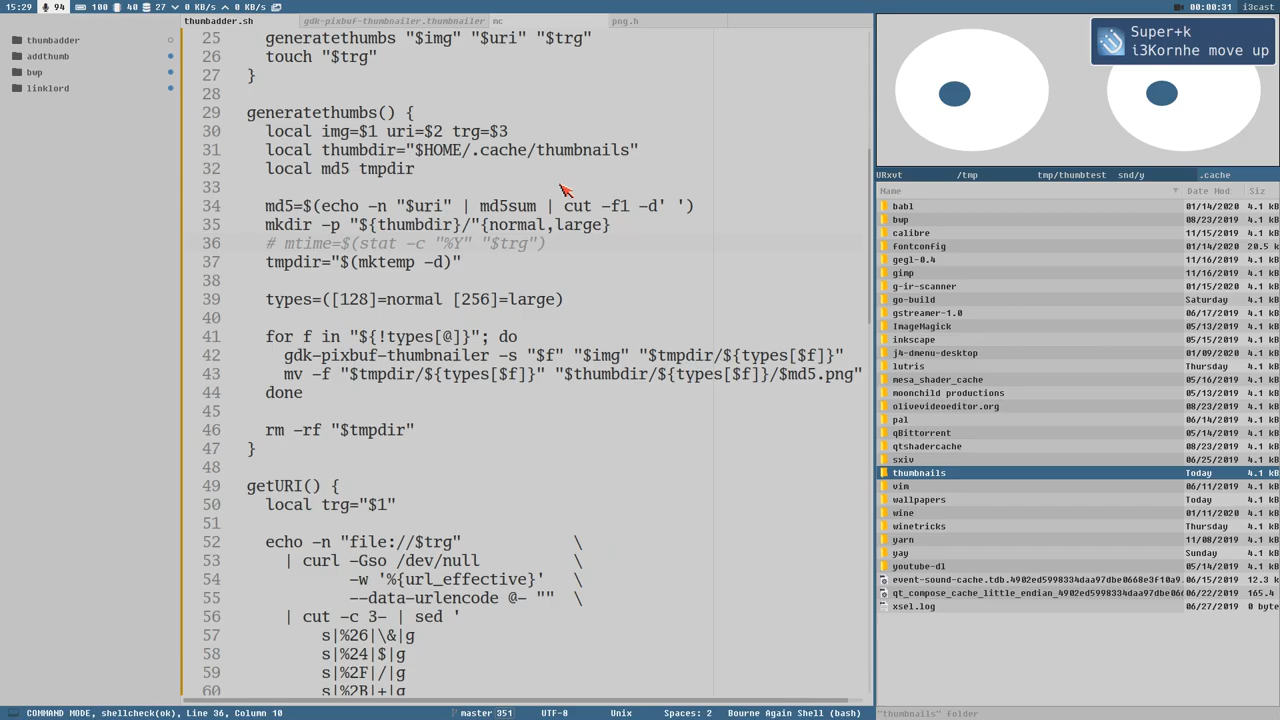 15:29 94 100 20 27 0 KB/s 0 KB/s 00:00:31 i3cast
thumbadder.sh gdk-pixbuf-thumbnailer.thumbnailer mc png.h
Super+k
i3Kornhe move up
thumbadder
addthumb
bwp
linklord
25 generatethumbs "$img" "$uri" "$trg"
26 touch "$trg"
27 }
28
29 generatethumbs() {
30 local img=$1 uri=$2 trg=$3
31 local thumbdir="$HOME/.cache/thumbnails"
32 local md5 tmpdir
33
34 md5=$(echo -n "$uri" | md5sum | cut -f1 -d' ')
35 mkdir -p "${thumbdir}/"{normal,large}
36 # mtime=$(stat -c "%Y" "$trg")
37 tmpdir="$(mktemp -d)"
38
39 types=([128]=normal [256]=large)
40
41 for f in "${!types[@]}"; do
42 gdk-pixbuf-thumbnailer -s "$f" "$img" "$tmpdir/${types[$f]}"
43 mv -f "$tmpdir/${types[$f]}" "$thumbdir/${types[$f]}/$md5.png"
44 done
45
46 rm -rf "$tmpdir"
47 }
48
49 getURI() {
50 local trg="$1"
51
52 echo -n "file://$trg" \
53 | curl -Gso /dev/null \
54 -w '%{url_effective}' \
55 --data-urlencode @- "" \
56 | cut -c 3- | sed '
57 s|%26|\&|g
58 s|%24|$|g
59 s|%2F|/|g
60 s|%2B|+|g
URxvt /tmp tmp/thumbtest snd/y .cache
Name Date Mod Siz
babl 01/14/2020 4.1 kB
bwp 08/23/2019 4.1 kB
calibre 11/15/2019 4.1 kB
fontconfig 01/14/2020 20.5 k
gegl-0.4 11/16/2019 4.1 kB
gimp 11/16/2019 4.1 kB
g-ir-scanner 01/15/2020 4.1 kB
go-build Saturday 4.1 kB
gstreamer-1.0 06/17/2019 4.1 kB
ImageMagick 05/13/2019 4.1 kB
inkscape 05/15/2019 4.1 kB
j4-dmenu-desktop 01/09/2020 4.1 kB
lutris Thursday 4.1 kB
mesa_shader_cache 05/16/2019 4.1 kB
moonchild productions 05/14/2019 4.1 kB
olivevideoeditor.org 08/23/2019 4.1 kB
pal 05/14/2019 4.1 kB
qBittorrent 05/14/2019 4.1 kB
qtshadercache 08/23/2019 4.1 kB
sxiv 06/25/2019 4.1 kB
thumbnails Today 4.1 kB
vim 06/11/2019 4.1 kB
wallpapers Today 4.1 kB
wine 01/11/2020 4.1 kB
winetricks Thursday 4.1 kB
yarn 11/08/2019 4.1 kB
yay Sunday 4.1 kB
youtube-dl 05/14/2019 4.1 kB
event-sound-cache.tdb.4902ed5998334daa97dbe0668e3f10a9. 06/15/2019 12.3 k
qt_compose_cache_little_endian_4902ed5998334daa97dbe06 06/22/2019 165.4
xsel.log 06/27/2019 0 byte
COMMAND MODE, shellcheck(ok), Line 36, Column 10 master 351 UTF-8 Unix Spaces: 2 Bourne Again Shell (bash)
"thumbnails" folder